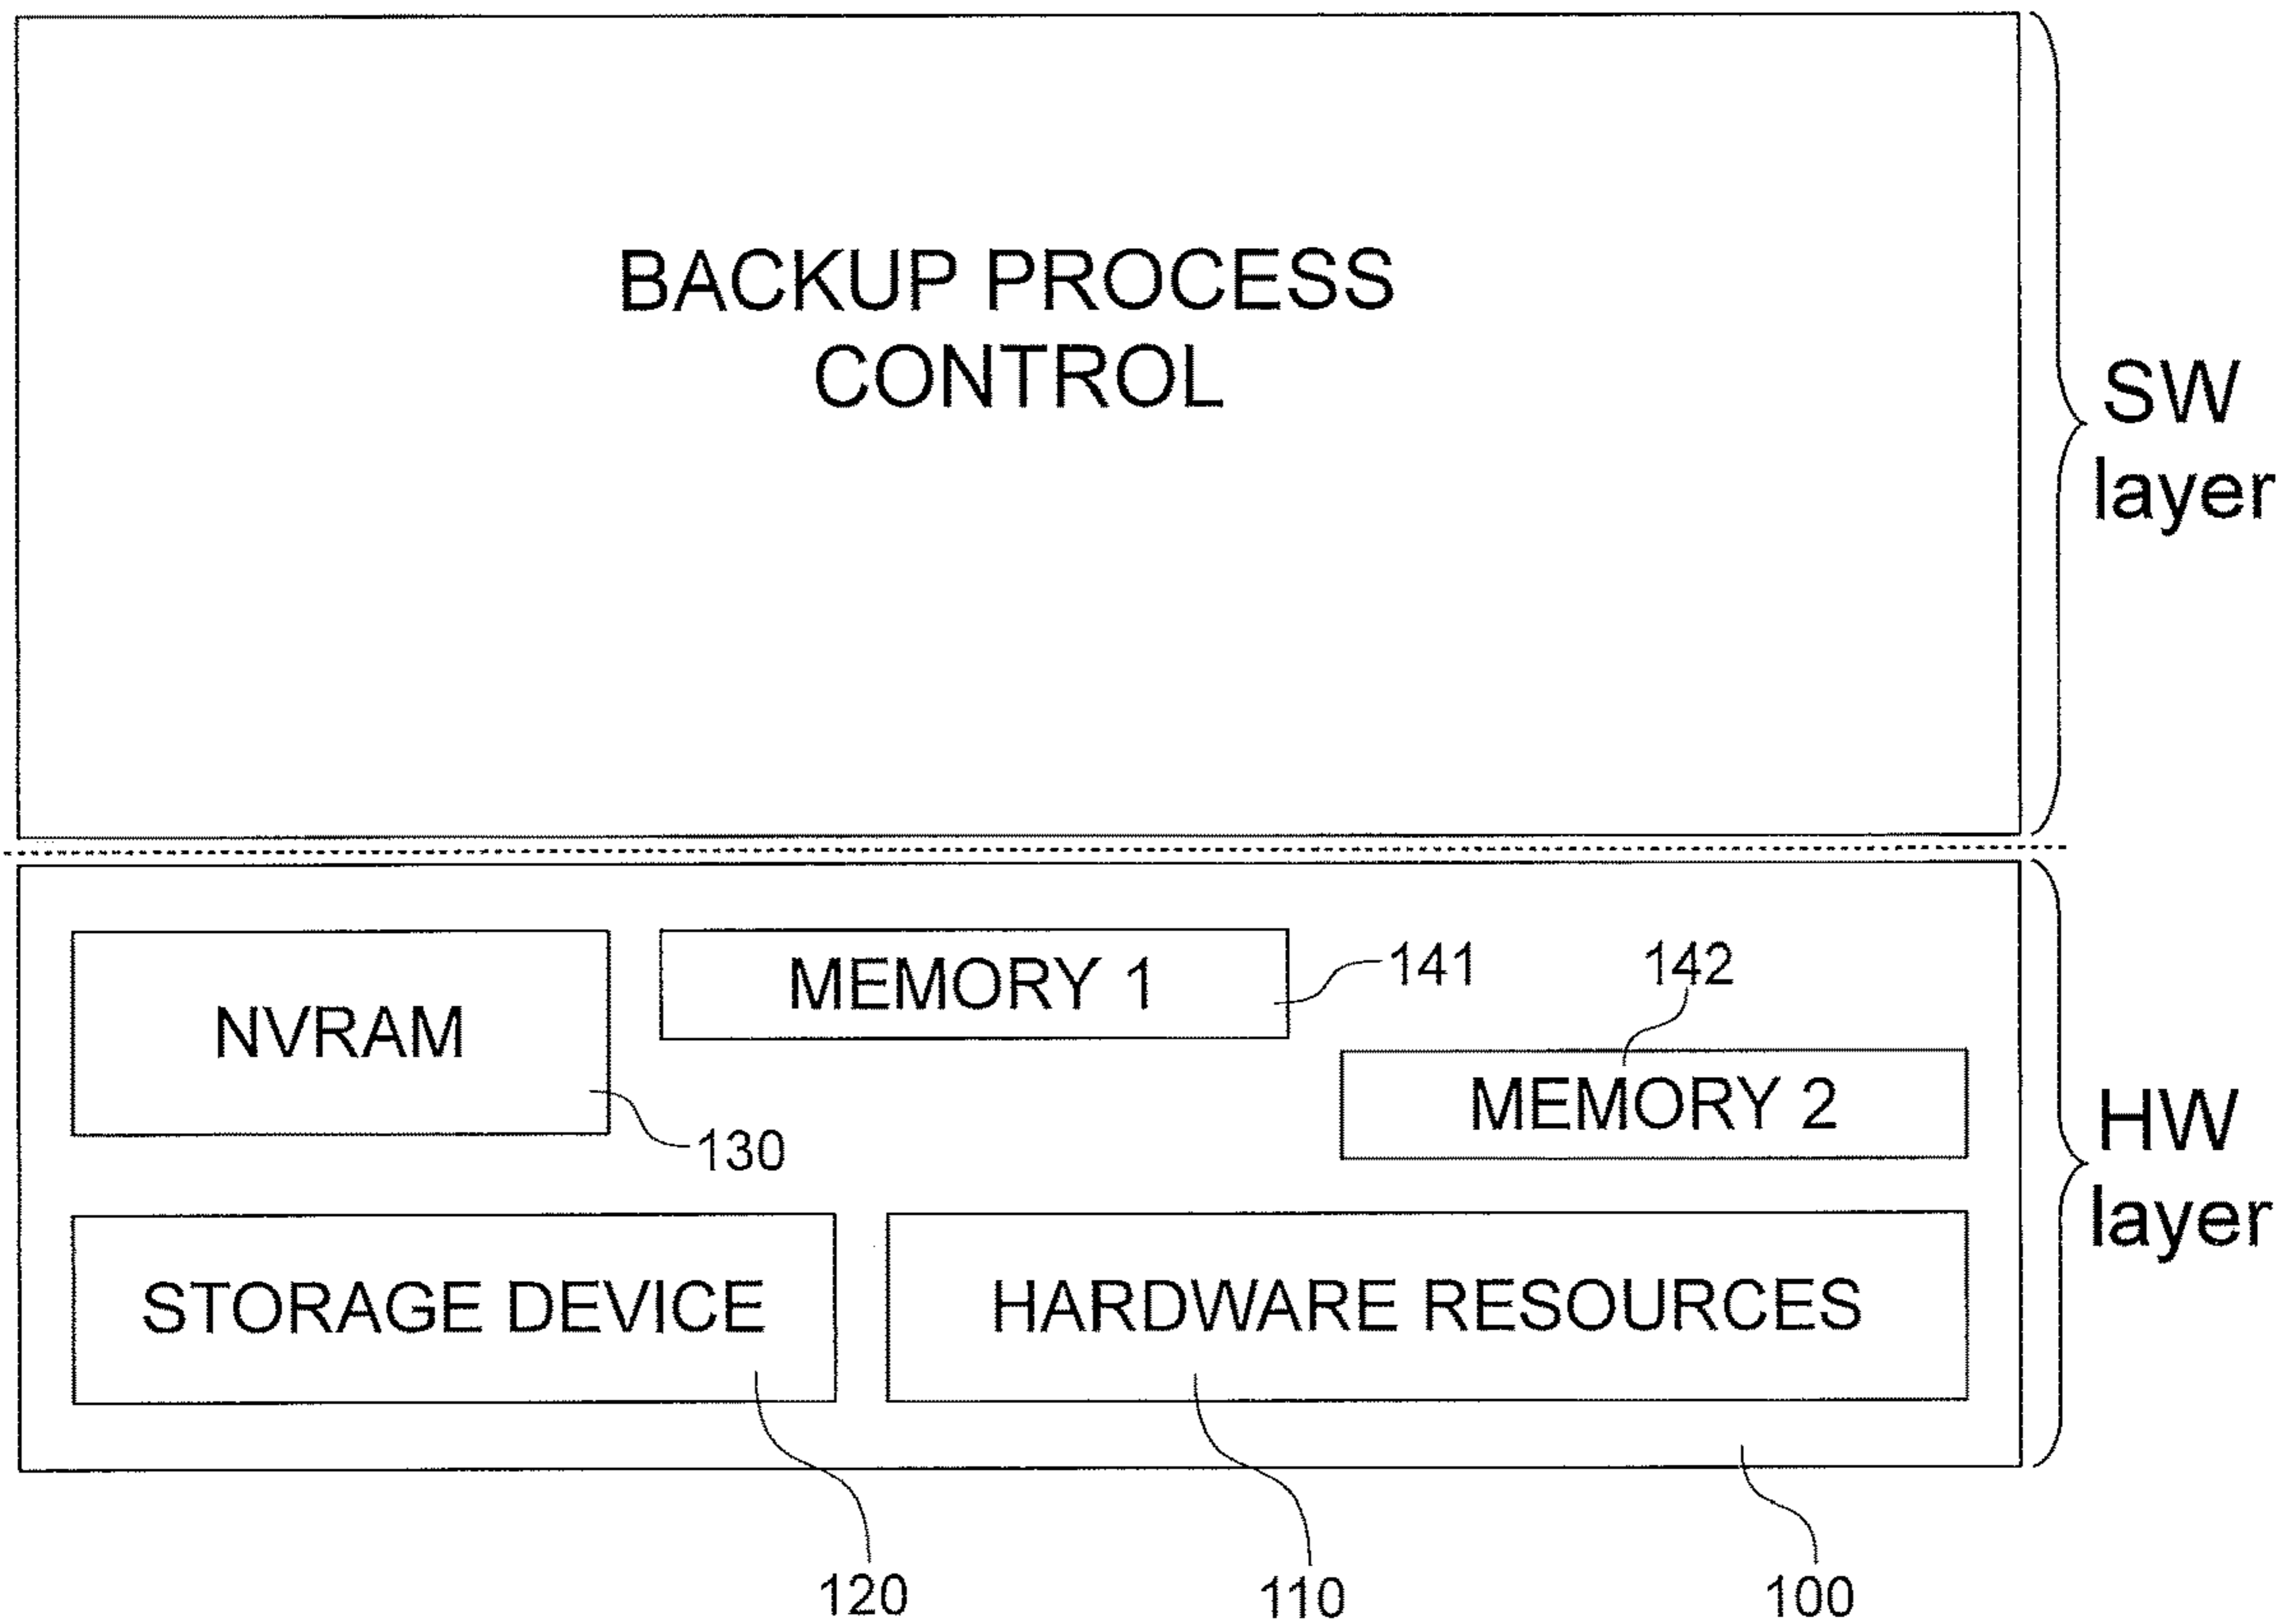 BACKUP PROCESS
CONTROL
SW
layer
NVRAM
MEMORY 1
141
142
MEMORY 2
130
HW
layer
STORAGE DEVICE
HARDWARE RESOURCES
120
110
100